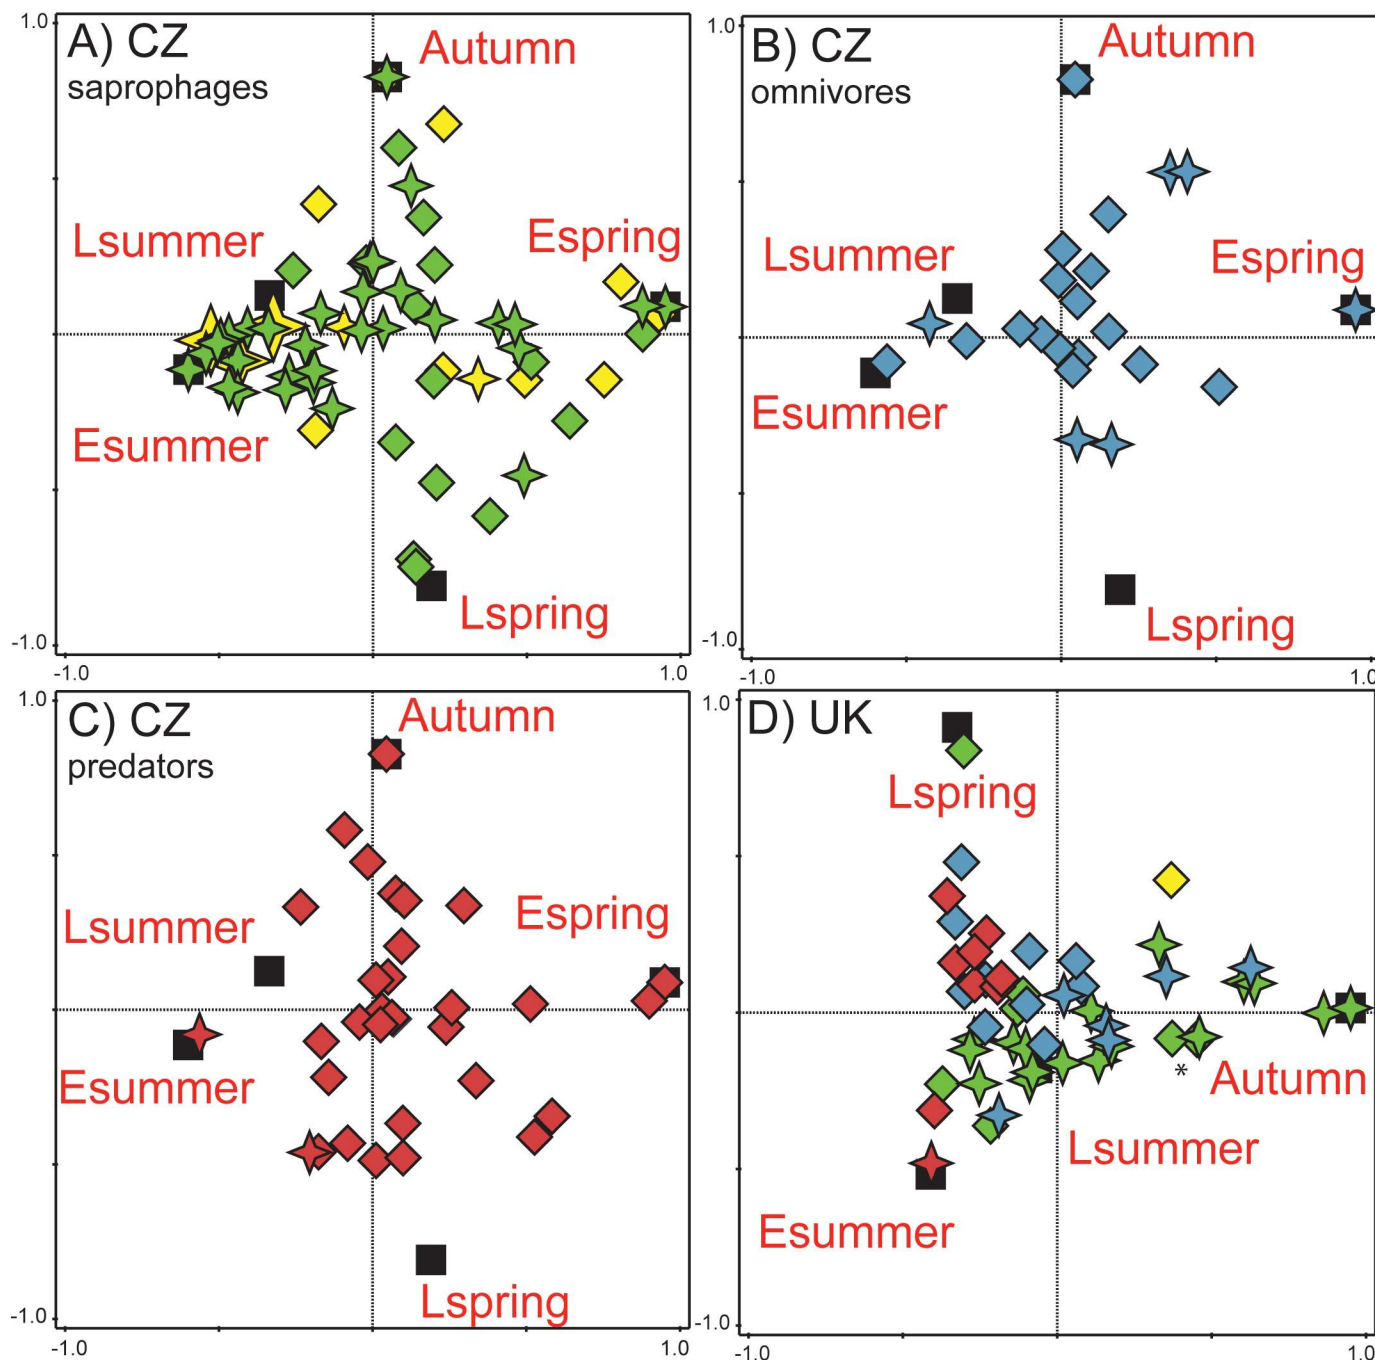 1.0
A) CZ
saprophages
Autumn
Lsummer
Espring
Esummer
Lspring
-1.0
-1.0
1.0
1.0
B) CZ
omnivores
Autumn
Lsummer
Espring
Esummer
Lspring
-1.0
-1.0
1.0
1.0
C) CZ
predators
Autumn
Lsummer
Espring
Esummer
Lspring
-1.0
-1.0
1.0
1.0
D) UK
Lspring
*
Autumn
Lsummer
Esummer
-1.0
-1.0
1.0